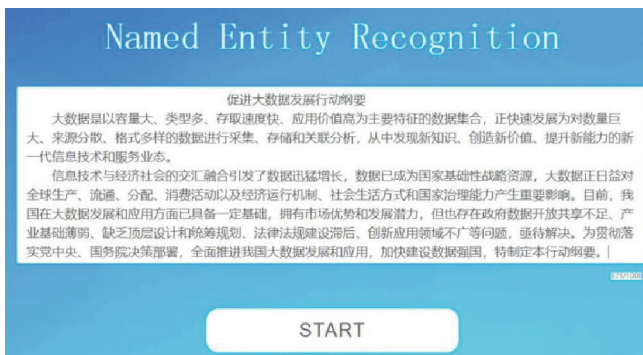 Named Entity Recognition
促进大数据发展行动纲要
大数据是以容量大、类型多、存取速度快、应用价值高为主要特征的数据集合，正快速发展为对数量巨
大、来源分散、格式多样的数据进行采集、存储和关联分析，从中发现新知识、创造新价值、提升新能力的新
一代信息技术和服务业态。
信息技术与经济社会的交汇融合引发了数据迅猛增长，数据已成为国家基础性战略资源，大数据正日益对
全球生产、流通、分配、消费活动以及经济运行机制、社会生活方式和国家治理能力产生重要影响。目前，我
国在大数据发展和应用方面已具备一定基础，拥有市场优势和发展潜力，但也存在政府数据开放共享不足、产
业基础薄弱、缺乏顶层设计和统筹规划、法律法规建设滞后、创新应用领域不广等问题，亟待解决。为贯彻落
实党中央、国务院决策部署，全面推进我国大数据发展和应用，加快建设数据强国，特制定本行动纲要。
START